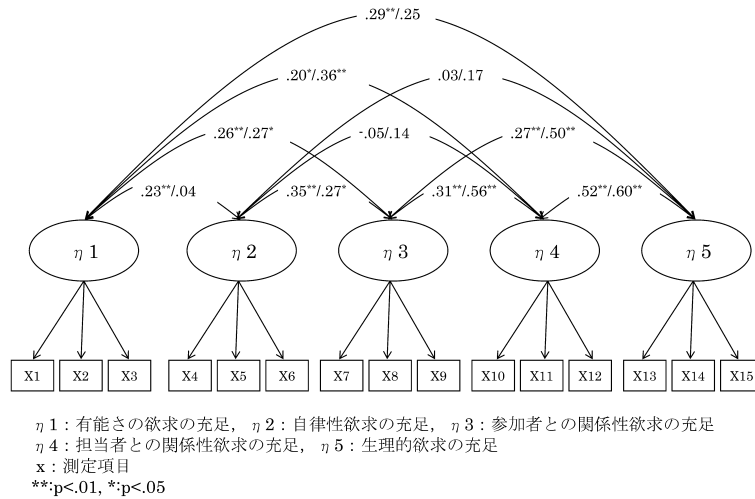 .29**/.25
.20*/.36**
.03/.17
.26**/.27*
-.05/.14
.27**/.50**
.23**/.04
.35**/.27*
.31**/.56**
.52**/.60**
η 1
η 2
η 3
η 4
η 5
X1 X2 X3 X4 X5 X6 X7 X8 X9 X10 X11 X12 X13 X14 X15
η 1：有能さの欲求の充足, η 2：自律性欲求の充足, η 3：参加者との関係性欲求の充足
η 4：担当者との関係性欲求の充足, η 5：生理的欲求の充足
x：測定項目
**:p<.01, *:p<.05